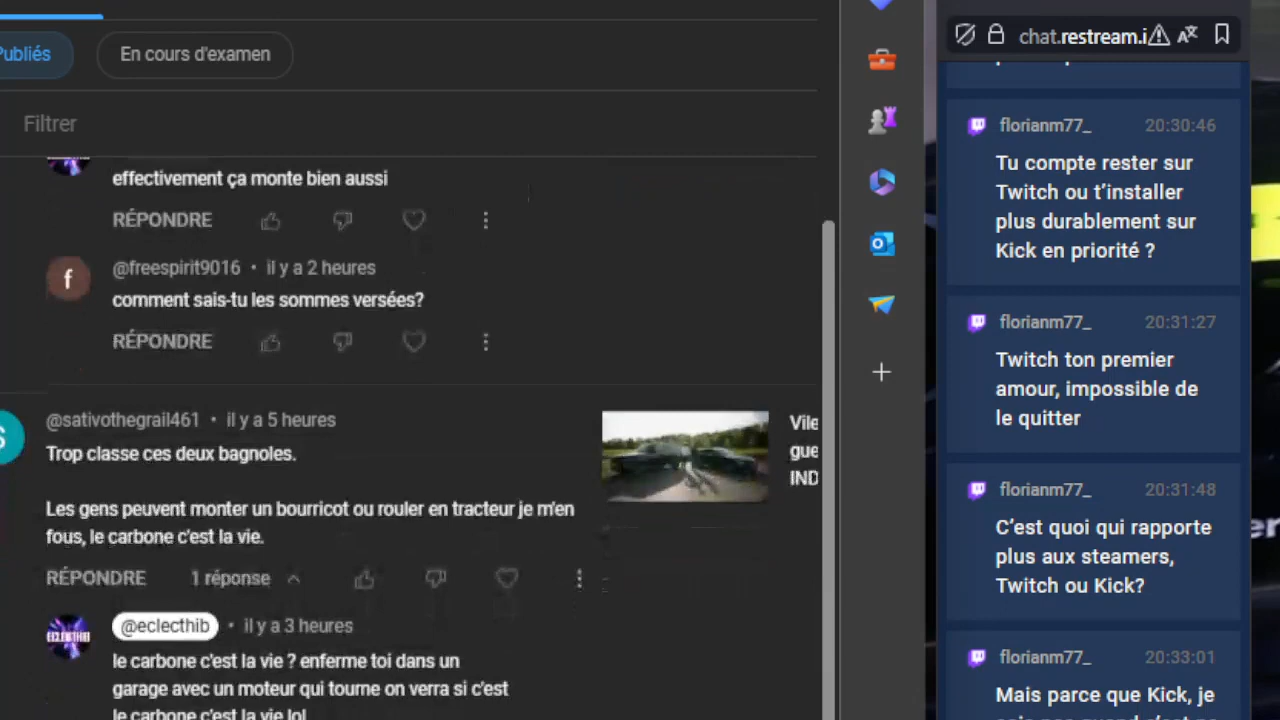 Publiés
En cours d'examen
Filtrer
effectivement ça monte bien aussi
RÉPONDRE
f
@freespirit9016 • il y a 2 heures
comment sais-tu les sommes versées?
RÉPONDRE
@sativothegrail461 • il y a 5 heures
Trop classe ces deux bagnoles.
Les gens peuvent monter un bourricot ou rouler en tracteur je m'en
fous, le carbone c'est la vie.
RÉPONDRE 1 réponse
@eclecthib • il y a 3 heures
le carbone c'est la vie ? enferme toi dans un
garage avec un moteur qui tourne on verra si c'est
le carbone c'est la vie lol
Vile
gue
IND
chat.restream.i
florianm77_ 20:30:46
Tu compte rester sur
Twitch ou t’installer
plus durablement sur
Kick en priorité ?
florianm77_ 20:31:27
Twitch ton premier
amour, impossible de
le quitter
florianm77_ 20:31:48
C’est quoi qui rapporte
plus aux steamers,
Twitch ou Kick?
florianm77_ 20:33:01
Mais parce que Kick, je